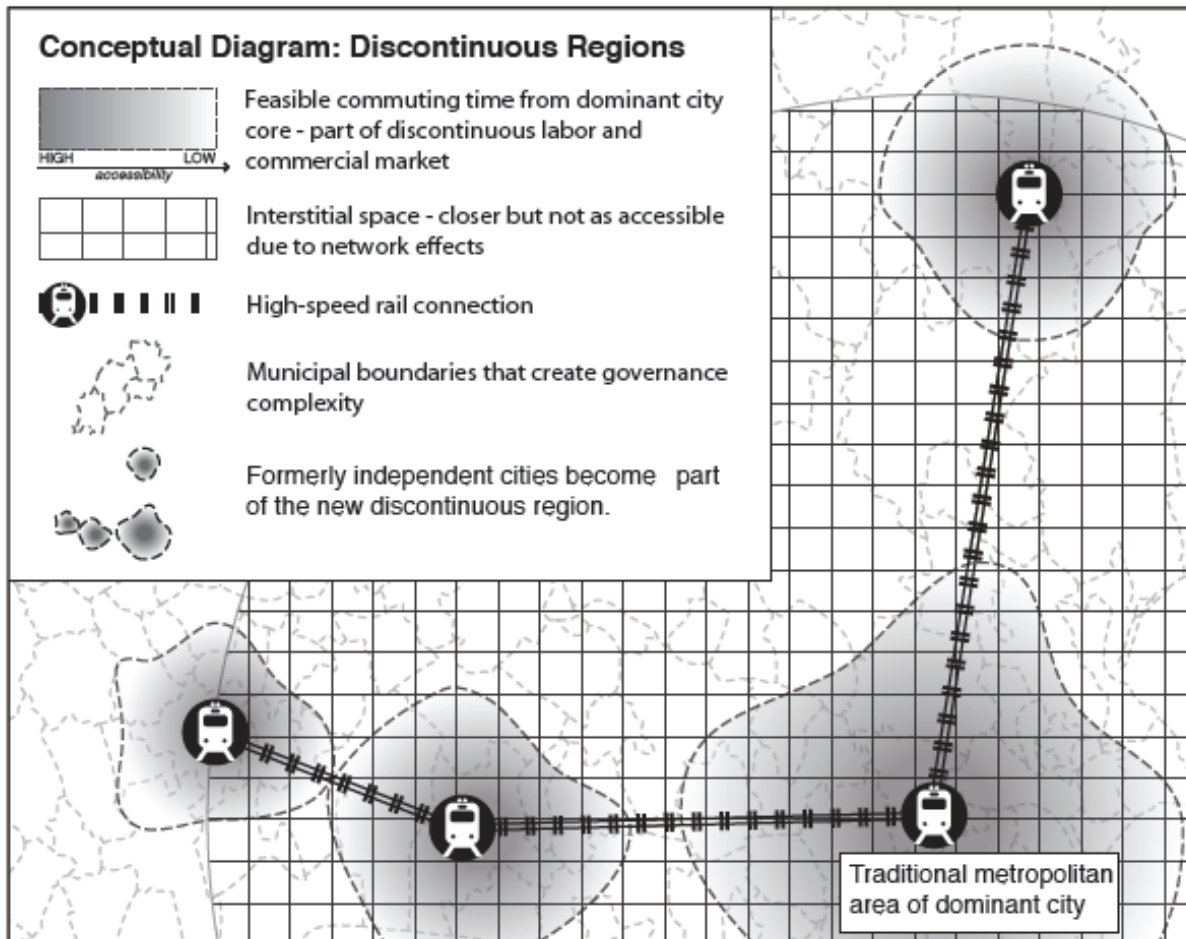 Conceptual Diagram: Discontinuous Regions
Feasible commuting time from dominant city
core - part of discontinuous labor and
commercial market
HIGH LOW
accessibility
Interstitial space - closer but not as accessible
due to network effects
High-speed rail connection
Municipal boundaries that create governance
complexity
Formerly independent cities become part
of the new discontinuous region.
Traditional metropolitan
area of dominant city